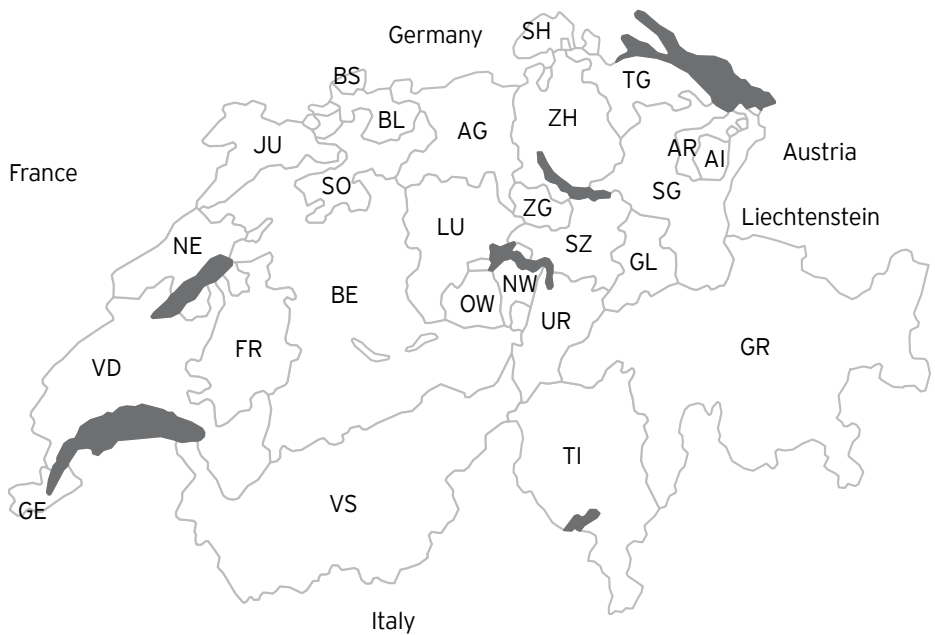 SH
Germany
BS
TG
BL
ZH
AG
JU
AR
AI
Austria
France
SO
SG
ZG
Liechtenstein
LU
NE
SZ
GL
NW
BE
OW
UR
FR
GR
VD
TI
VS
GE
Italy